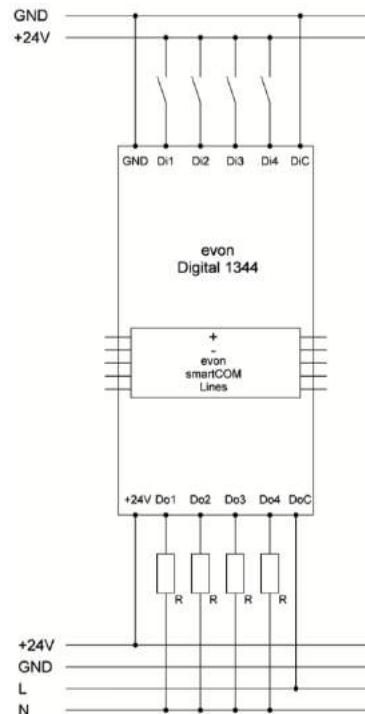 GND
+24V
GND Di1 Di2 Di3 Di4 DiC
evon
Digital 1344
+
-
evon
smartCOM
Lines
+24V Do1 Do2 Do3 Do4 DoC
R R R R
+24V
GND
L
N